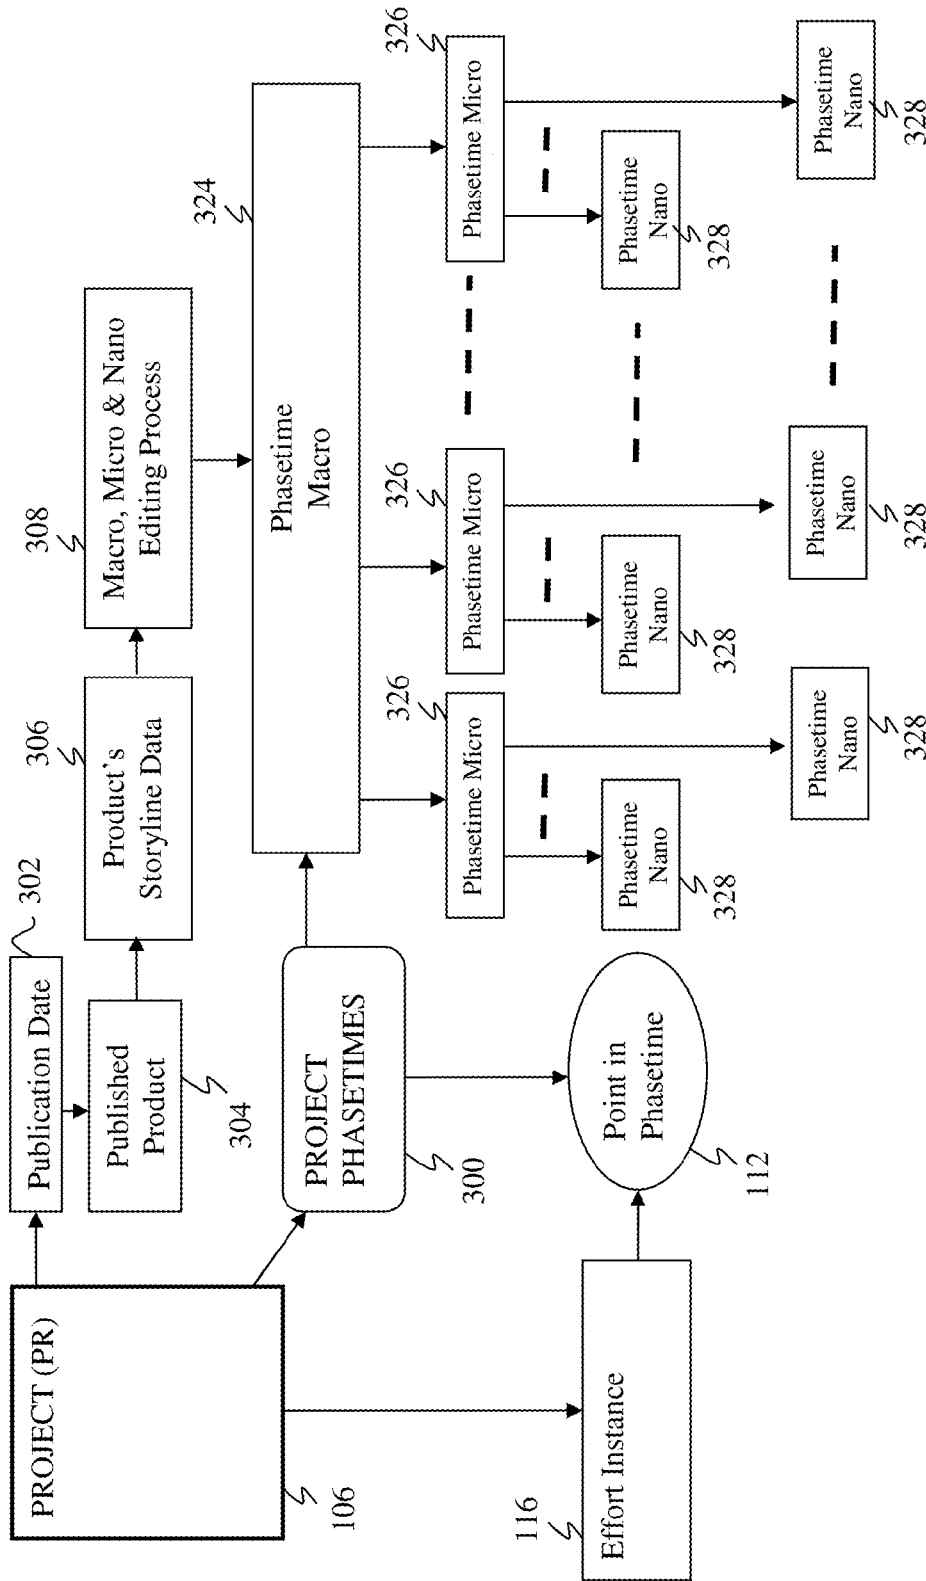 PROJECT (PR)
106
Publication Date
302
Published
Product
304
Product's
Storyline Data
306
Macro, Micro & Nano
Editing Process
308
PROJECT
PHASETIMES
300
Phasetime
Macro
324
Effort Instance
116
Point in
Phasetime
112
Phasetime Micro
326
Phasetime
Nano
328
Phasetime
Nano
328
Phasetime Micro
326
Phasetime
Nano
328
Phasetime
Nano
328
Phasetime Micro
326
Phasetime
Nano
328
Phasetime
Nano
328